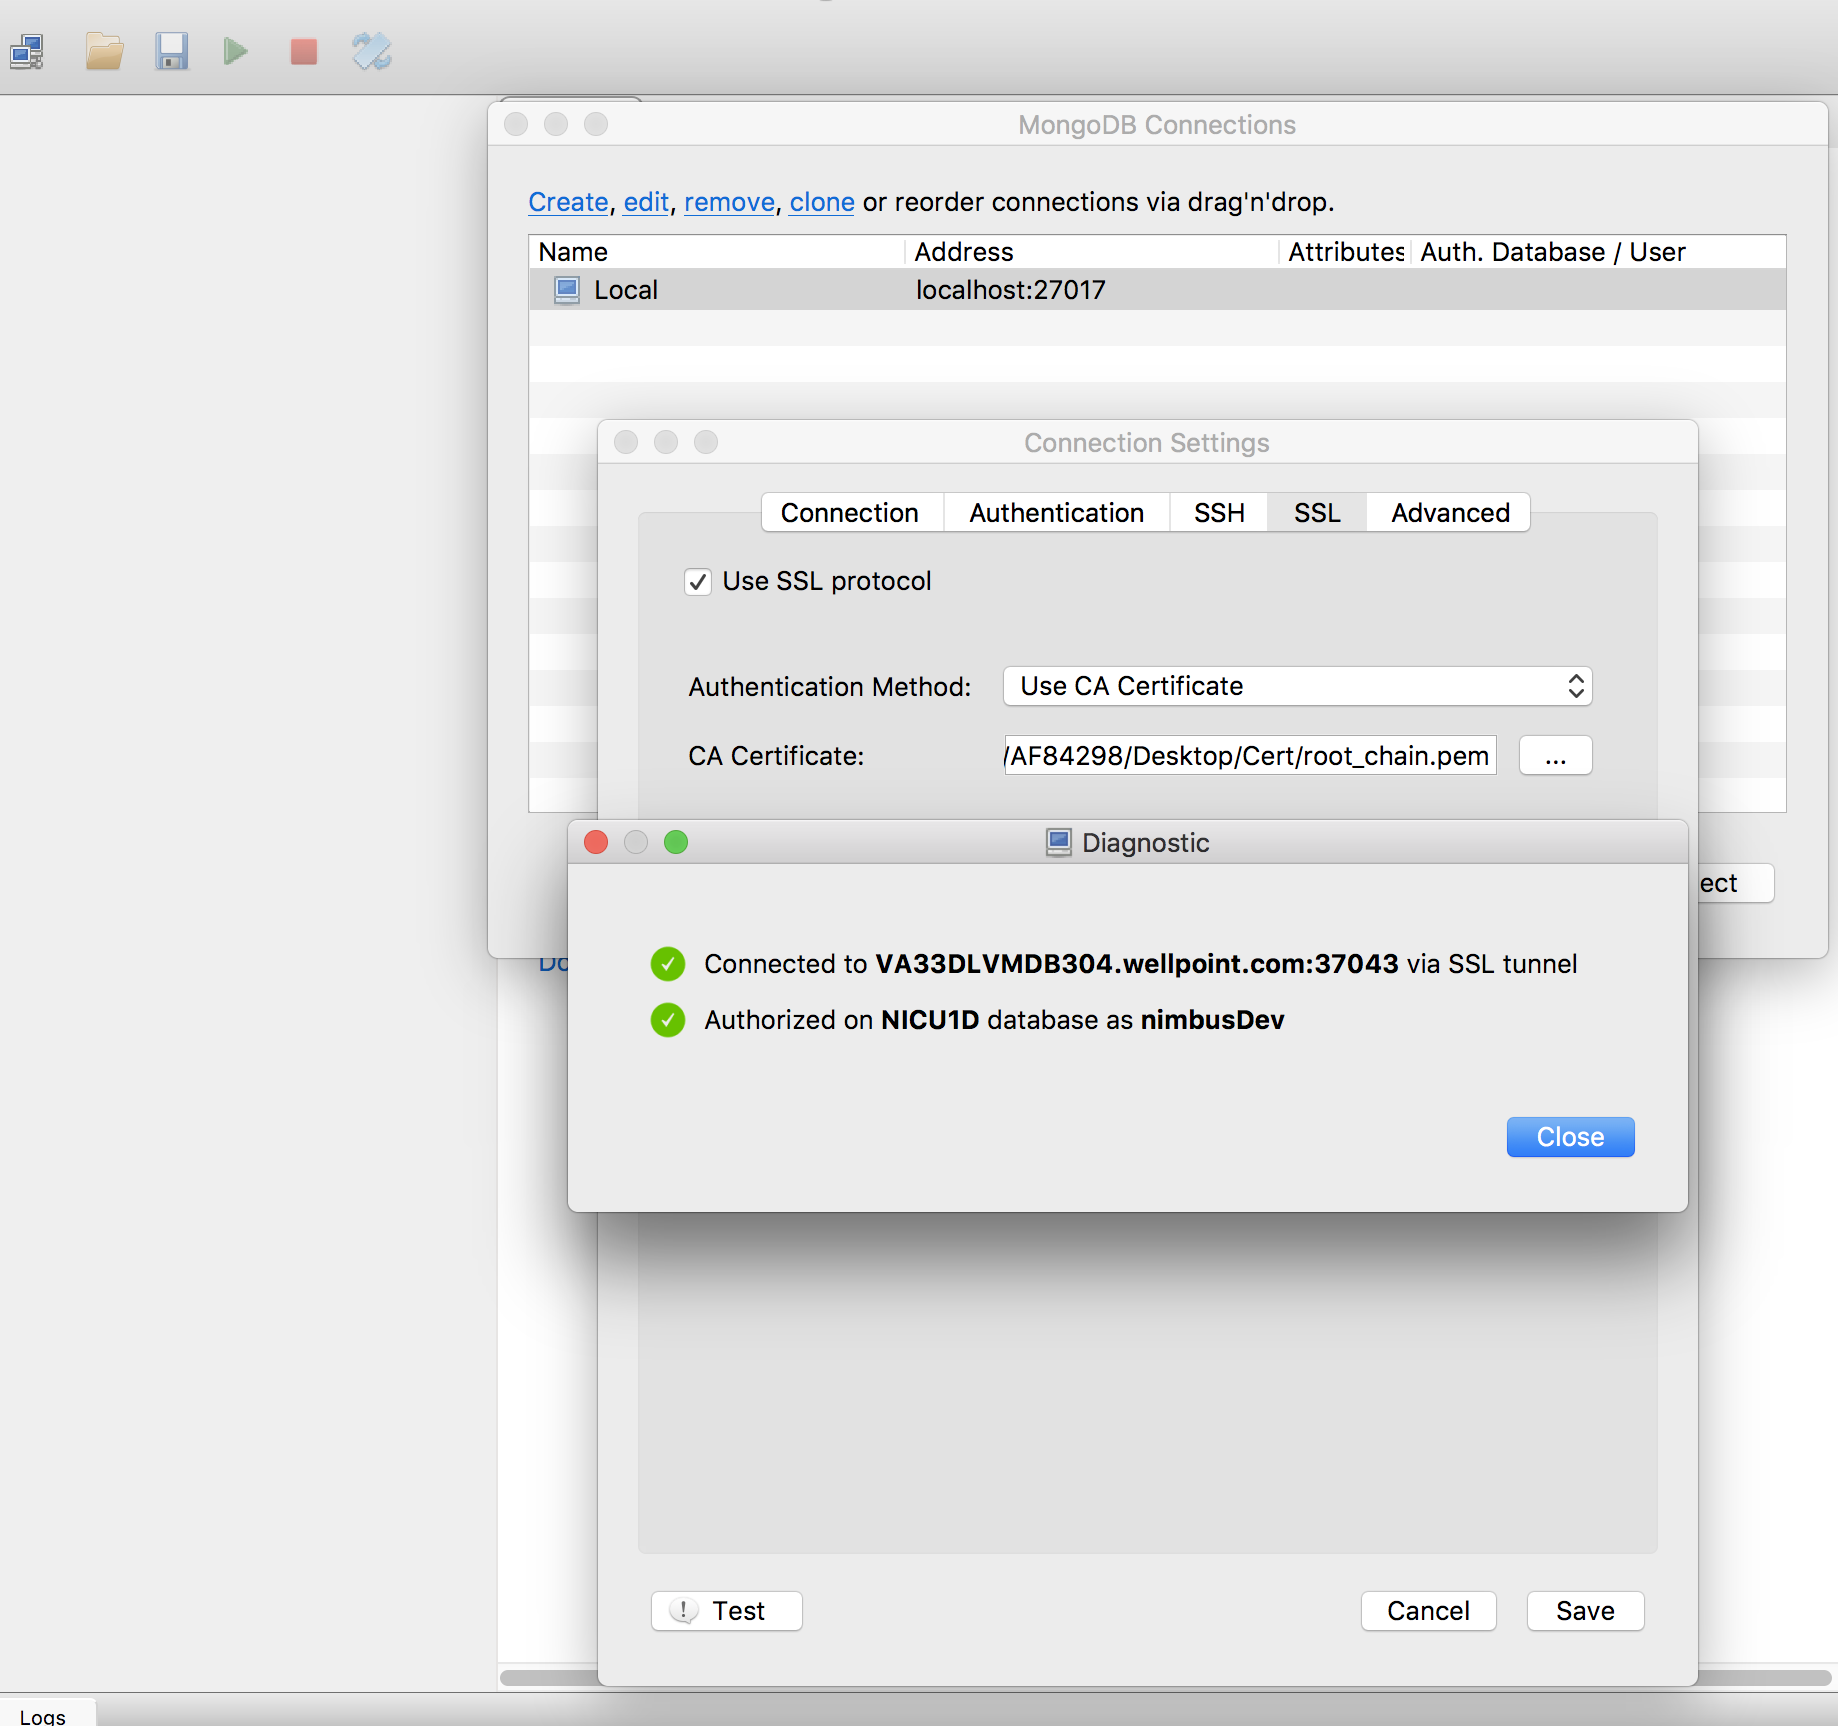 MongoDB Connections
Create, edit, remove, clone or reorder connections via drag'n'drop.
Name Address Attributes Auth. Database / User
Local localhost:27017
Connection Settings
Connection Authentication SSH SSL Advanced
Use SSL protocol
Authentication Method: Use CA Certificate
CA Certificate: /AF84298/Desktop/Cert/root_chain.pem ...
Diagnostic
ect
Connected to VA33DLVMDB304.wellpoint.com:37043 via SSL tunnel
Do
Authorized on NICU1D database as nimbusDev
Close
! Test Cancel Save
Logs